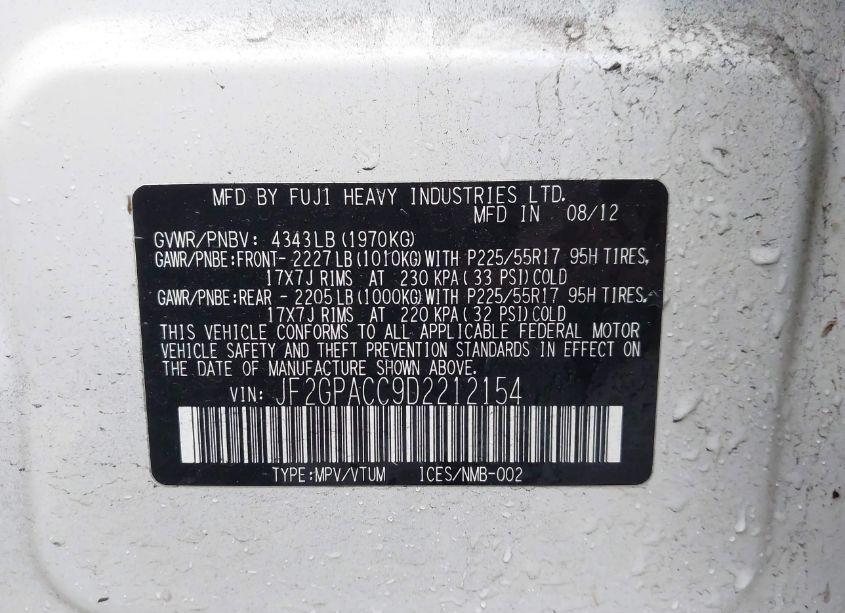 MFD BY FUJI HEAVY INDUSTRIES LTD.
MFD IN 08/12
GVWR/PNBV: 4343LB(1970KG)
GAWR/PNBE:FRONT-2227LB(1010KG)WITH P225/55R17 95H TIRES,
17X7J RIMS AT 230 KPA(33 PSI)COLD
GAWR/PNBE:REAR -2205LB(1000KG)WITH P225/55R17 95H TIRES,
17X7J RIMS AT 220 KPA(32 PSI)COLD
THIS VEHICLE CONFORMS TO ALL APPLICABLE FEDERAL MOTOR
VEHICLE SAFETY AND THEFT PREVENTION STANDARDS IN EFFECT ON
THE DATE OF MANUFACTURE SHOWN ABOVE.
VIN: JF2GPACC9D2212154
TYPE:MPV/VTUM ICES/NMB-002